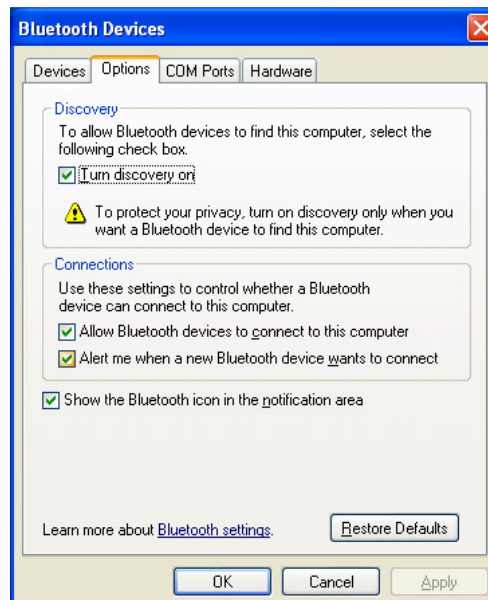 Bluetooth Devices
Devices Options COM Ports Hardware
Discovery
To allow Bluetooth devices to find this computer, select the
following check box.
Turn discovery on
To protect your privacy, turn on discovery only when you
want a Bluetooth device to find this computer.
Connections
Use these settings to control whether a Bluetooth
device can connect to this computer.
Allow Bluetooth devices to connect to this computer
Alert me when a new Bluetooth device wants to connect
Show the Bluetooth icon in the notification area
Learn more about Bluetooth settings. Restore Defaults
OK Cancel Apply